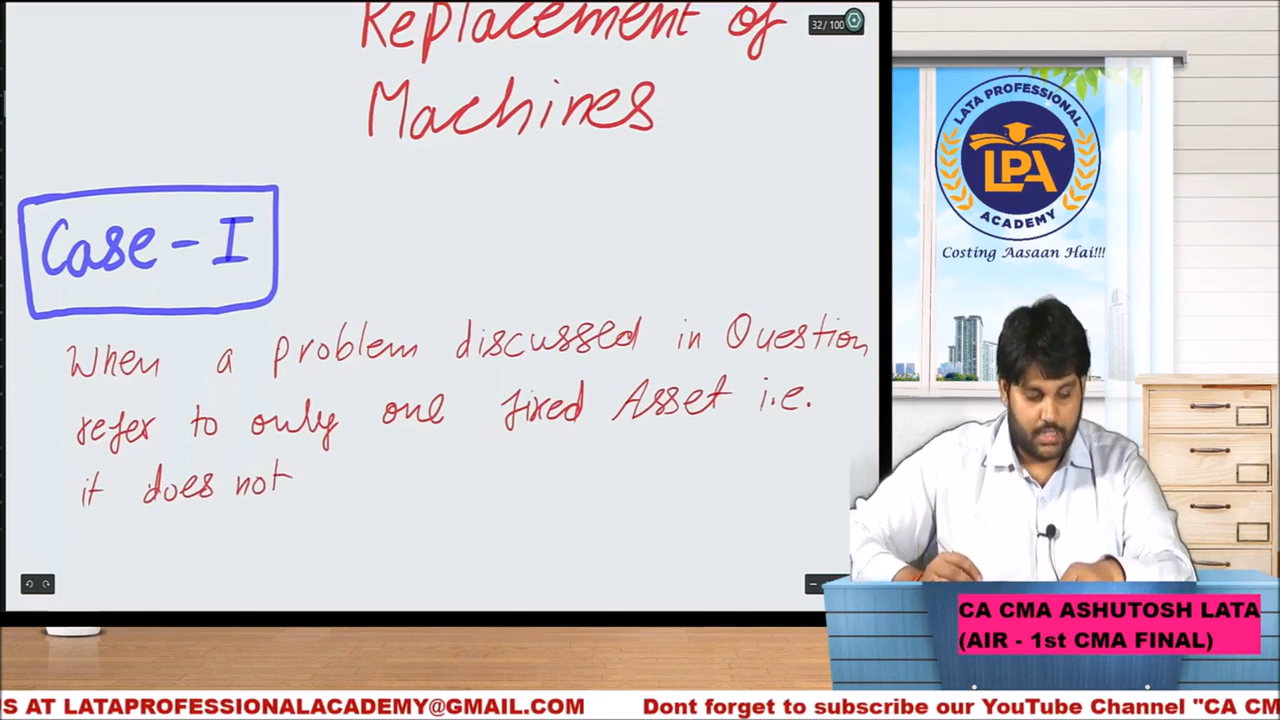 Replacement of
Machines
32/100
Case - I
When a problem discussed in Question
refer to only one fixed Asset i.e.
it does not
LATA PROFESSIONAL
LPA
ACADEMY
Costing Aasaan Hai!!!
CA CMA ASHUTOSH LATA
(AIR - 1st CMA FINAL)
S AT LATAPROFESSIONALACADEMY@GMAIL.COM Dont forget to subscribe our YouTube Channel "CA CM